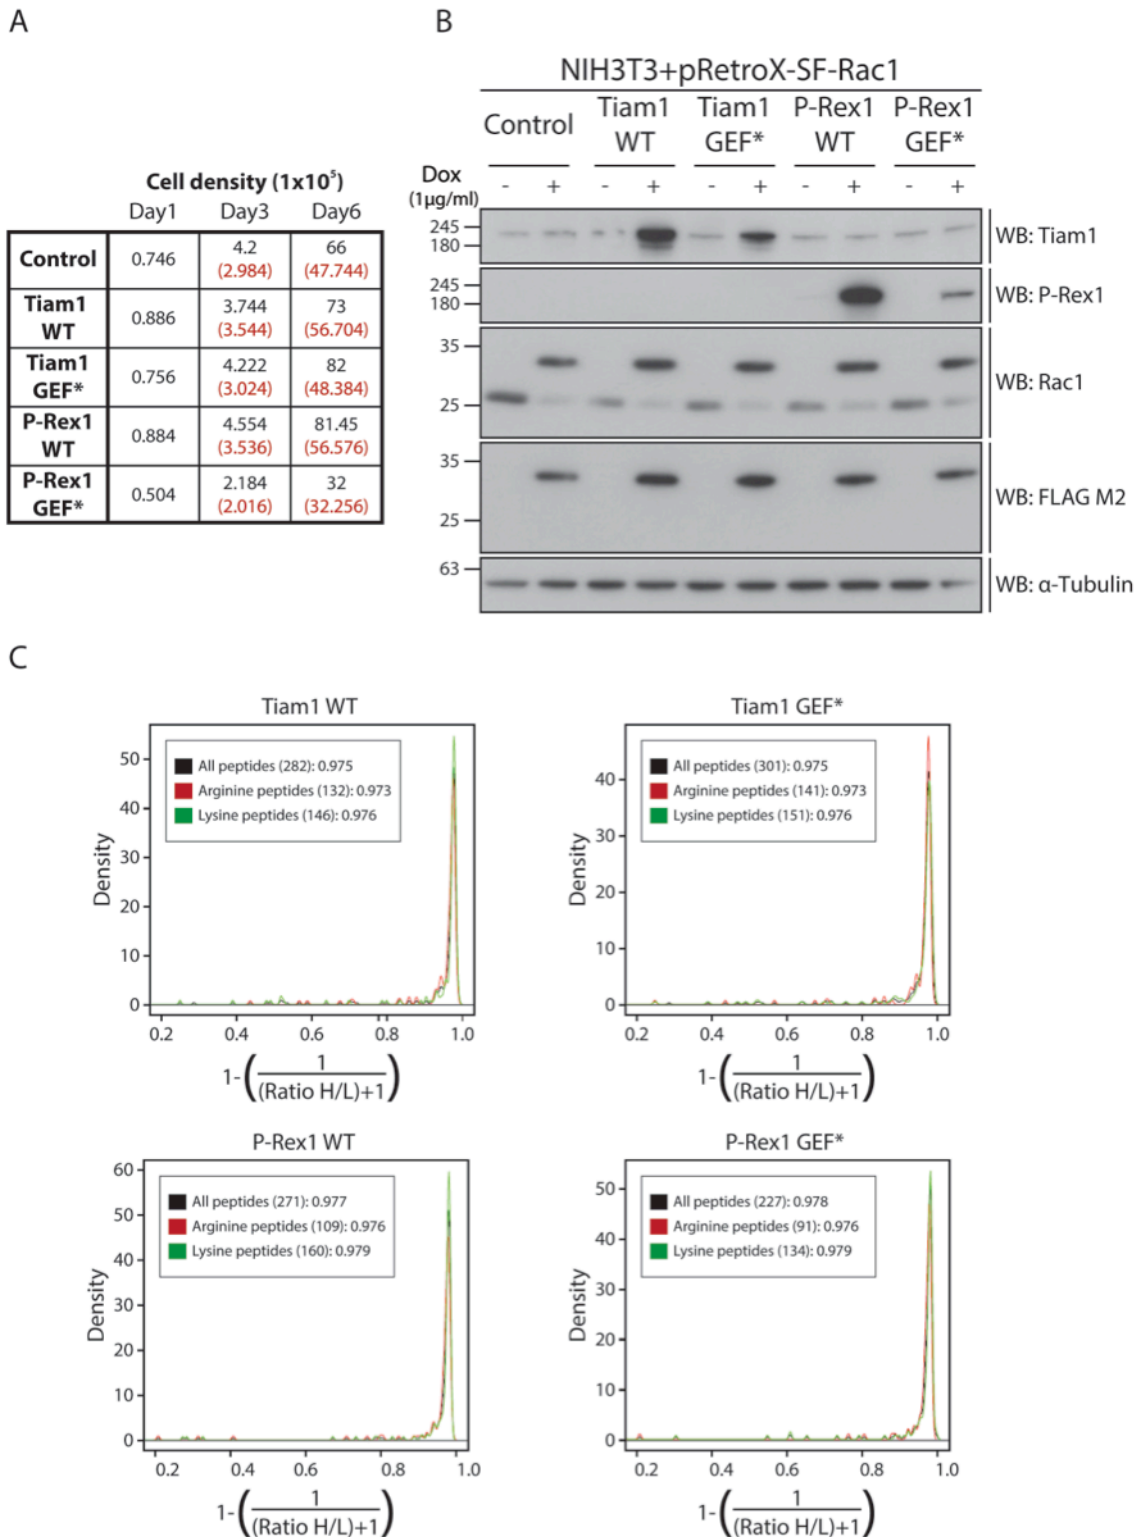 A
Cell density (1x10⁵)
Day1 Day3 Day6
Control 0.746 4.2 (2.984) 66 (47.744)
Tiam1 WT 0.886 3.744 (3.544) 73 (56.704)
Tiam1 GEF* 0.756 4.222 (3.024) 82 (48.384)
P-Rex1 WT 0.884 4.554 (3.536) 81.45 (56.576)
P-Rex1 GEF* 0.504 2.184 (2.016) 32 (32.256)
B
NIH3T3+pRetroX-SF-Rac1
Control Tiam1 WT Tiam1 GEF* P-Rex1 WT P-Rex1 GEF*
Dox (1µg/ml) - + - + - + - + - +
245
180
WB: Tiam1
245
180
WB: P-Rex1
35
25
WB: Rac1
35
25
WB: FLAG M2
63
WB: α-Tubulin
C
Tiam1 WT
All peptides (282): 0.975
Arginine peptides (132): 0.973
Lysine peptides (146): 0.976
Density
50
40
30
20
10
0
0.2 0.4 0.6 0.8 1.0
1-(1/(Ratio H/L)+1)
Tiam1 GEF*
All peptides (301): 0.975
Arginine peptides (141): 0.973
Lysine peptides (151): 0.976
Density
40
30
20
10
0
0.2 0.4 0.6 0.8 1.0
1-(1/(Ratio H/L)+1)
P-Rex1 WT
All peptides (271): 0.977
Arginine peptides (109): 0.976
Lysine peptides (160): 0.979
Density
60
50
40
30
20
10
0
0.2 0.4 0.6 0.8 1.0
1-(1/(Ratio H/L)+1)
P-Rex1 GEF*
All peptides (227): 0.978
Arginine peptides (91): 0.976
Lysine peptides (134): 0.979
Density
50
40
30
20
10
0
0.2 0.4 0.6 0.8 1.0
1-(1/(Ratio H/L)+1)